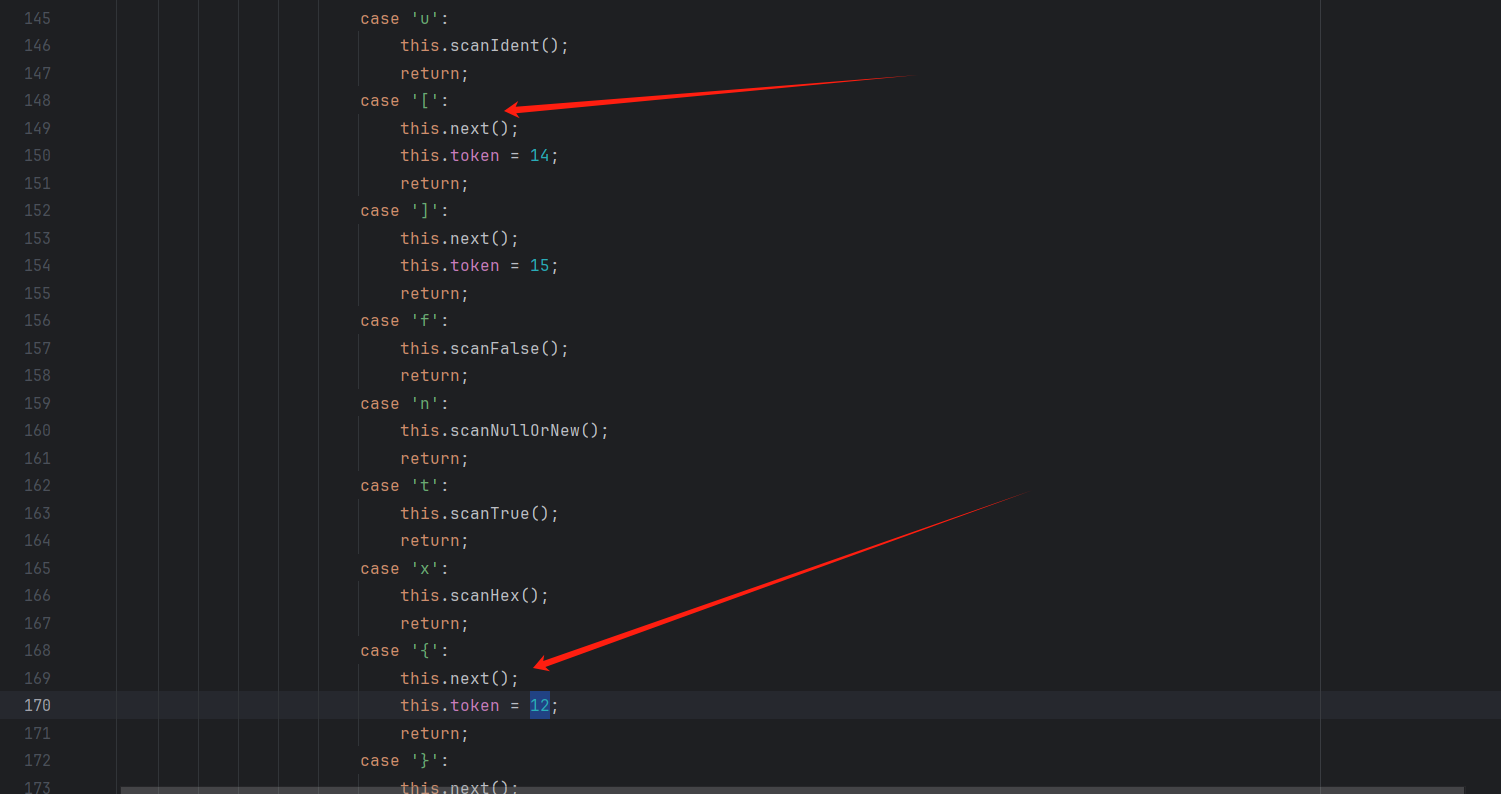 145 case 'u':
146 this.scanIdent();
147 return;
148 case '[':
149 this.next();
150 this.token = 14;
151 return;
152 case ']':
153 this.next();
154 this.token = 15;
155 return;
156 case 'f':
157 this.scanFalse();
158 return;
159 case 'n':
160 this.scanNullOrNew();
161 return;
162 case 't':
163 this.scanTrue();
164 return;
165 case 'x':
166 this.scanHex();
167 return;
168 case '{':
169 this.next();
170 this.token = 12;
171 return;
172 case '}':
173 this.next();